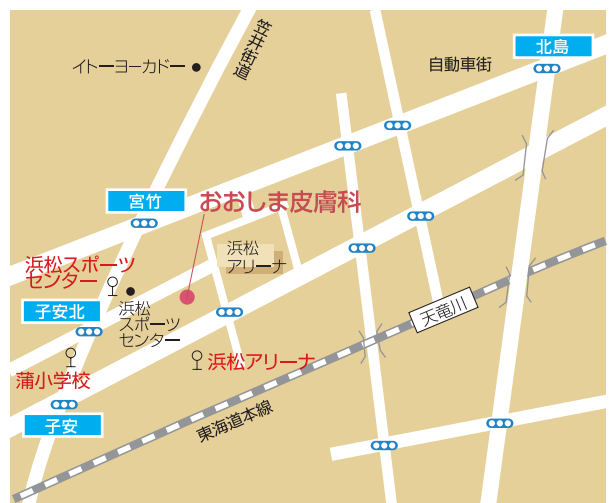 笠井街道
イトーヨーカドー
自動車街
北島
宮竹
おおしま皮膚科
浜松スポーツ
センター
浜松
アリーナ
子安北
浜松
スポーツ
センター
天竜川
蒲小学校
浜松アリーナ
子安
東海道本線